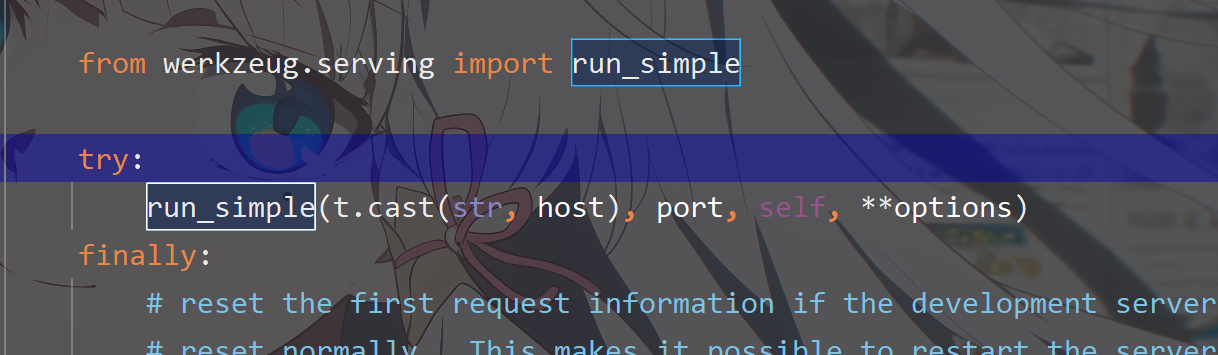 from werkzeug.serving import run_simple
try:
run_simple(t.cast(str, host), port, self, **options)
finally:
# reset the first request information if the development server
# reset normally.  This makes it possible to restart the server